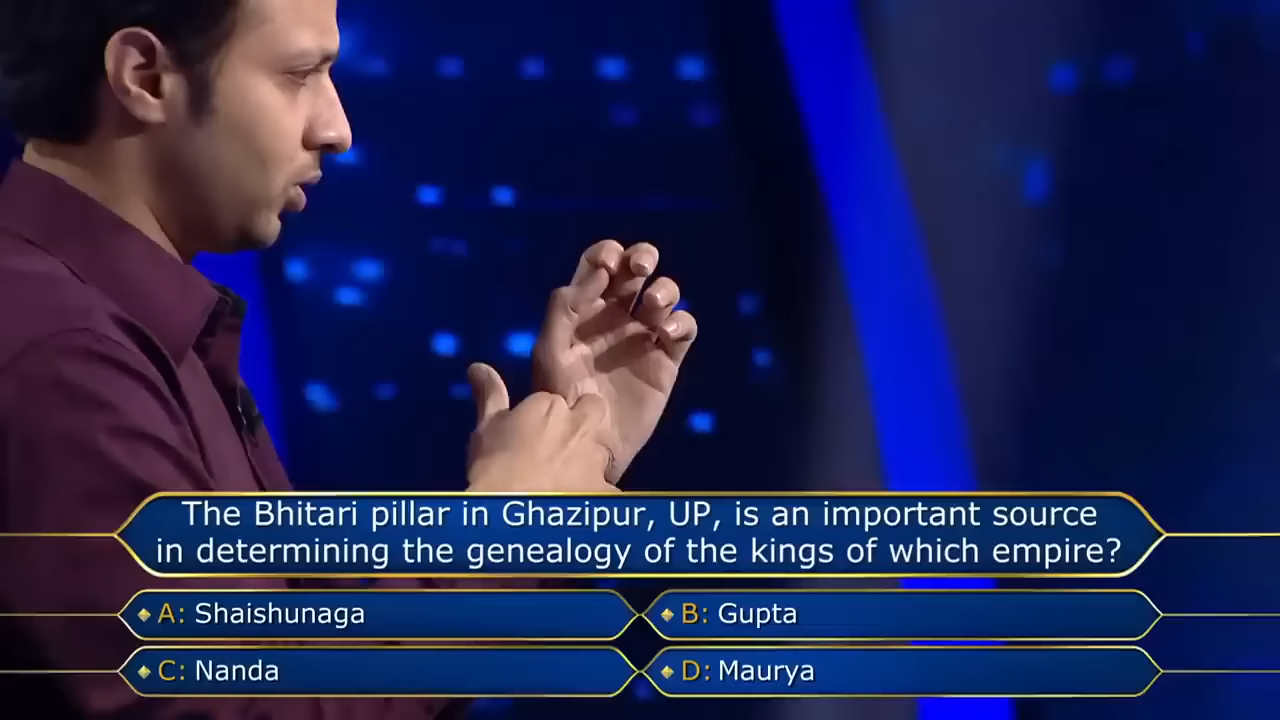 The Bhitari pillar in Ghazipur, UP, is an important source
in determining the genealogy of the kings of which empire?
A: Shaishunaga
B: Gupta
C: Nanda
D: Maurya